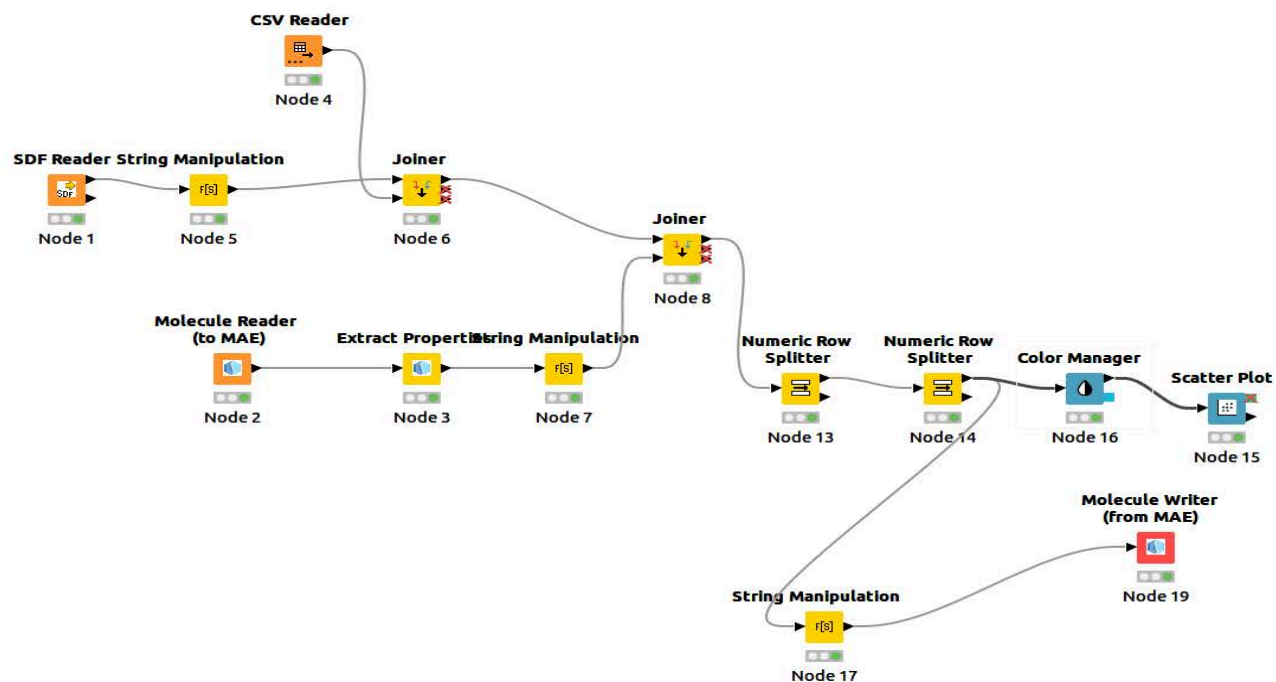 CSV Reader
Node 4
SDF Reader
SDF
Node 1
String Manipulation
F[S]
Node 5
Joiner
Node 6
Joiner
Node 8
Molecule Reader
(to MAE)
Node 2
Extract Properties
Node 3
String Manipulation
F[S]
Node 7
Numeric Row
Splitter
Node 13
Numeric Row
Splitter
Node 14
Color Manager
Node 16
Scatter Plot
Node 15
Molecule Writer
(from MAE)
Node 19
String Manipulation
F[S]
Node 17